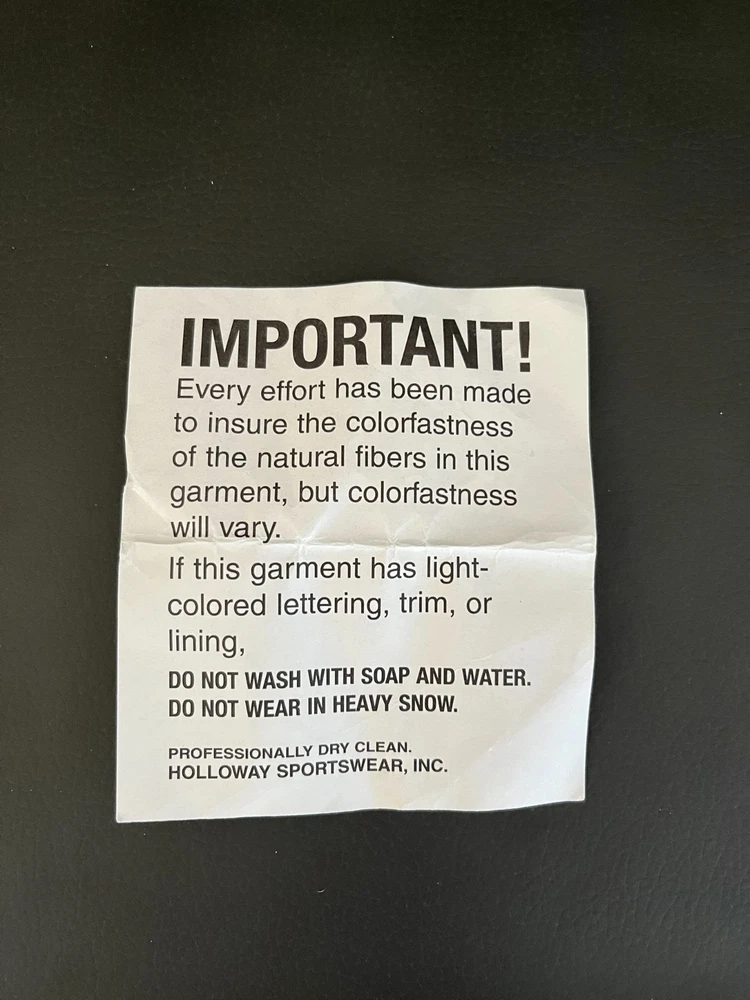 IMPORTANT!
Every effort has been made
to insure the colorfastness
of the natural fibers in this
garment, but colorfastness
will vary.
If this garment has light-
colored lettering, trim, or
lining,
DO NOT WASH WITH SOAP AND WATER.
DO NOT WEAR IN HEAVY SNOW.
PROFESSIONALLY DRY CLEAN.
HOLLOWAY SPORTSWEAR, INC.